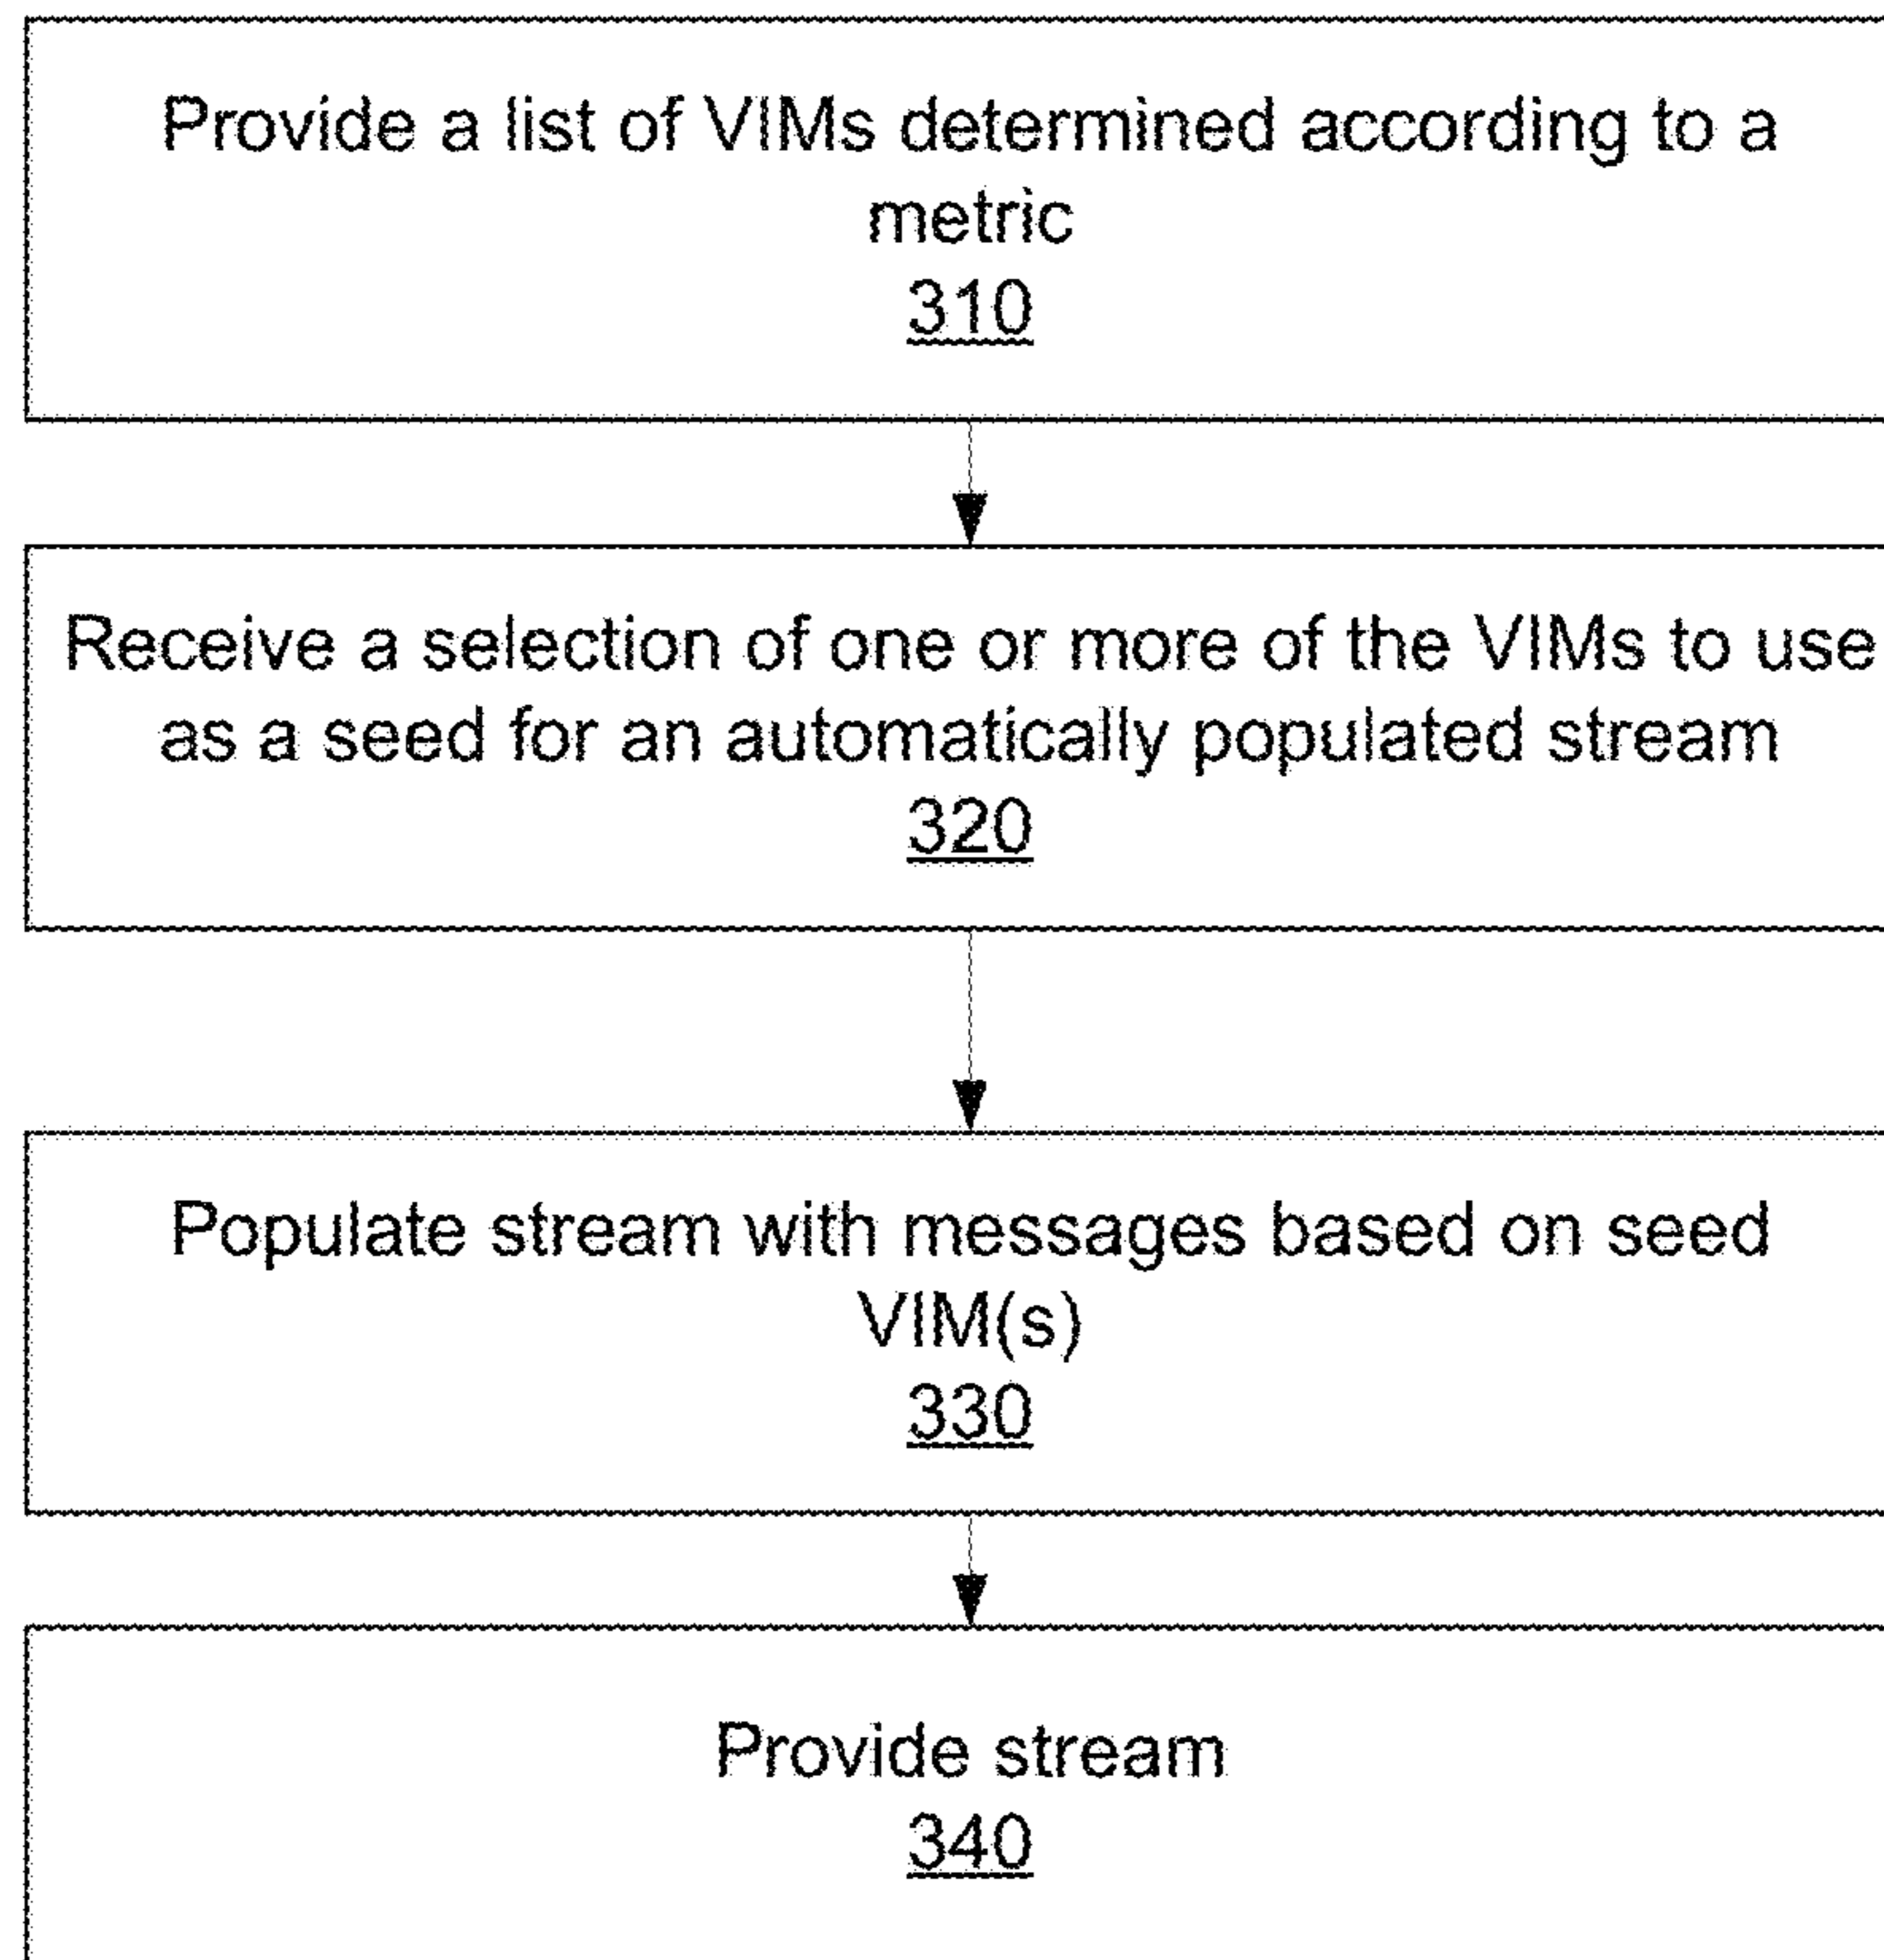 Provide a list of VIMs determined according to a
metric
310
Receive a selection of one or more of the VIMs to use
as a seed for an automatically populated stream
320
Populate stream with messages based on seed
VIM(s)
330
Provide stream
340